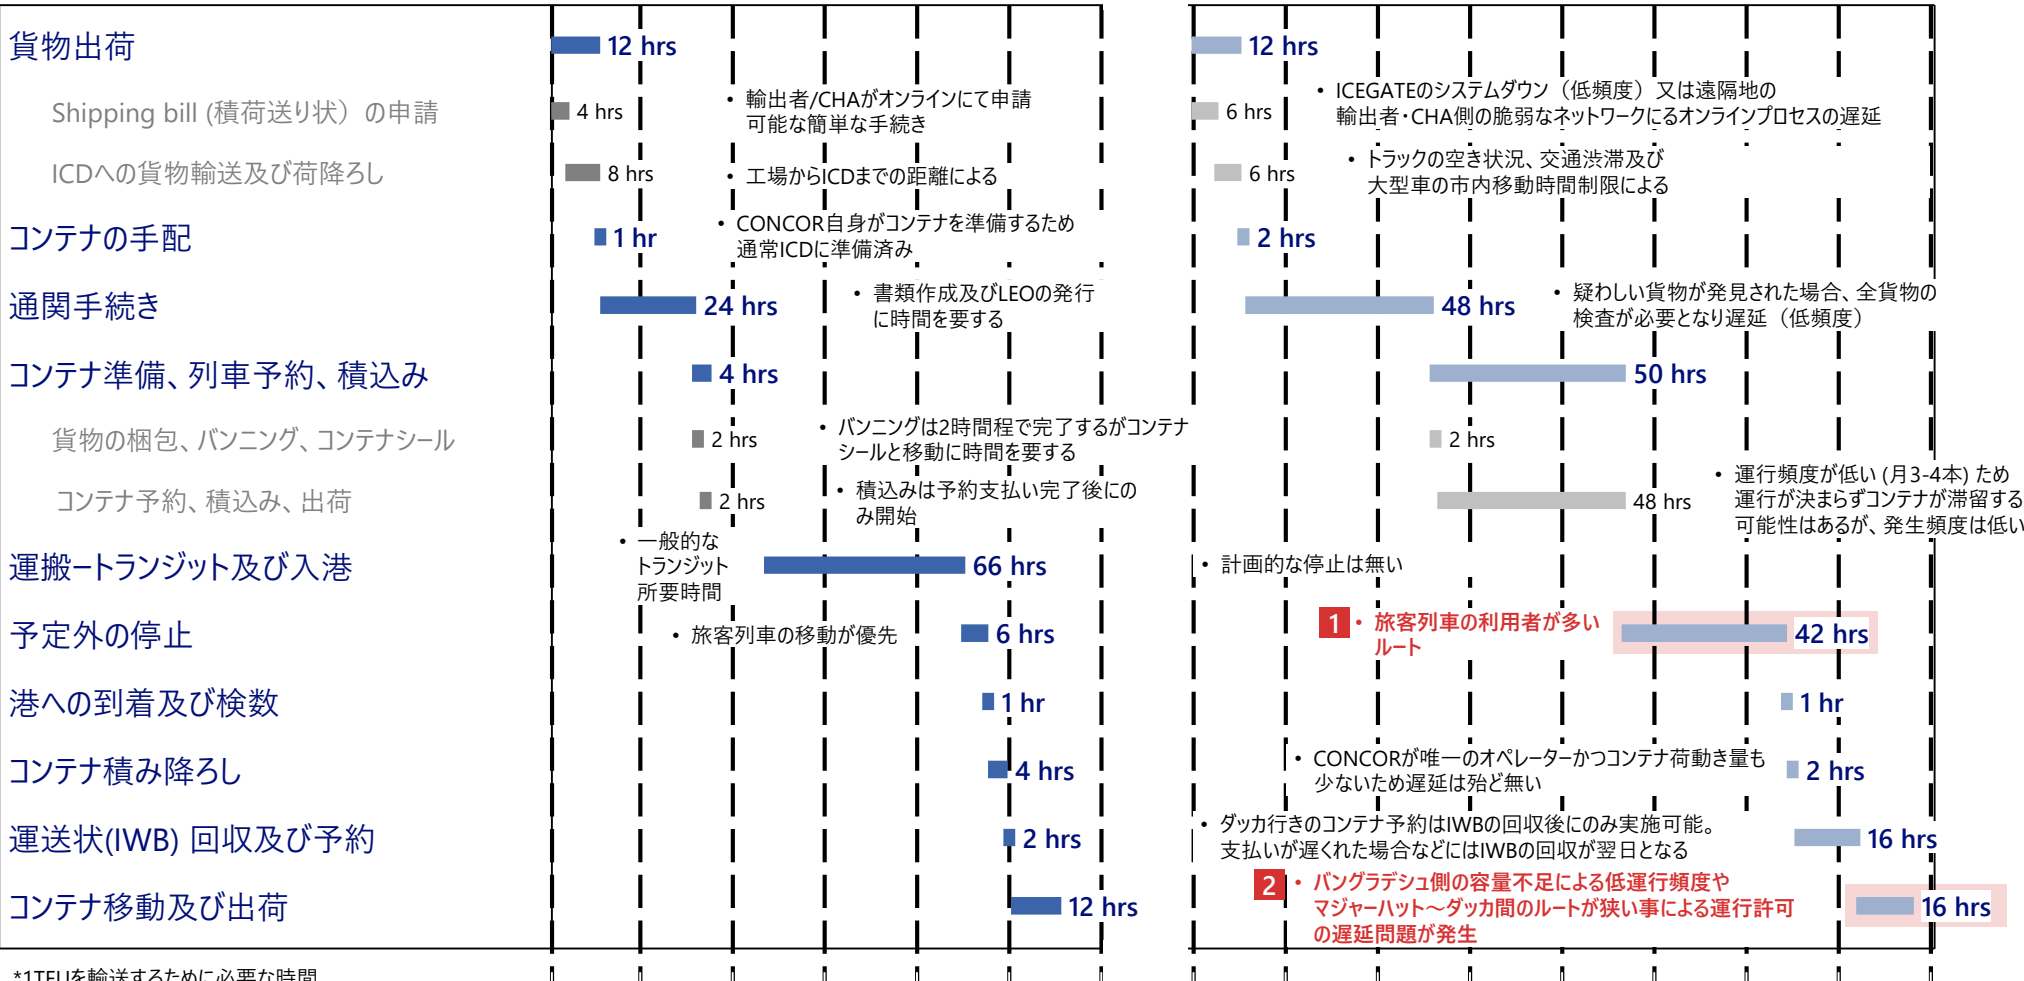 貨物出荷
12 hrs
12 hrs
Shipping bill (積荷送り状）の申請
4 hrs
• 輸出者/CHAがオンラインにて申請
可能な簡単な手続き
6 hrs
• ICEGATEのシステムダウン（低頻度）又は遠隔地の
輸出者・CHA側の脆弱なネットワークにるオンラインプロセスの遅延
ICDへの貨物輸送及び荷降ろし
8 hrs
• 工場からICDまでの距離による
6 hrs
• トラックの空き状況、交通渋滞及び
大型車の市内移動時間制限による
コンテナの手配
1 hr
• CONCOR自身がコンテナを準備するため
通常ICDに準備済み
2 hrs
通関手続き
24 hrs
• 書類作成及びLEOの発行
に時間を要する
48 hrs
• 疑わしい貨物が発見された場合、全貨物の
検査が必要となり遅延（低頻度）
コンテナ準備、列車予約、積込み
4 hrs
50 hrs
貨物の梱包、バンニング、コンテナシール
2 hrs
• バンニングは2時間程で完了するがコンテナ
シールと移動に時間を要する
2 hrs
コンテナ予約、積込み、出荷
2 hrs
• 積込みは予約支払い完了後にの
み開始
48 hrs
• 運行頻度が低い (月3-4本) ため
運行が決まらずコンテナが滞留する
可能性はあるが、発生頻度は低い
運搬–トランジット及び入港
• 一般的な
トランジット
所要時間
66 hrs
• 計画的な停止は無い
予定外の停止
• 旅客列車の移動が優先
6 hrs
1 • 旅客列車の利用者が多い
ルート
42 hrs
港への到着及び検数
1 hr
1 hr
コンテナ積み降ろし
4 hrs
• CONCORが唯一のオペレーターかつコンテナ荷動き量も
少ないため遅延は殆ど無い
2 hrs
運送状(IWB) 回収及び予約
2 hrs
• ダッカ行きのコンテナ予約はIWBの回収後にのみ実施可能。
支払いが遅くれた場合などにはIWBの回収が翌日となる
16 hrs
コンテナ移動及び出荷
12 hrs
2 • バングラデシュ側の容量不足による低運行頻度や
マジャーハット～ダッカ間のルートが狭い事による運行許可
の遅延問題が発生
16 hrs
*1TEUを輸送するために必要な時間